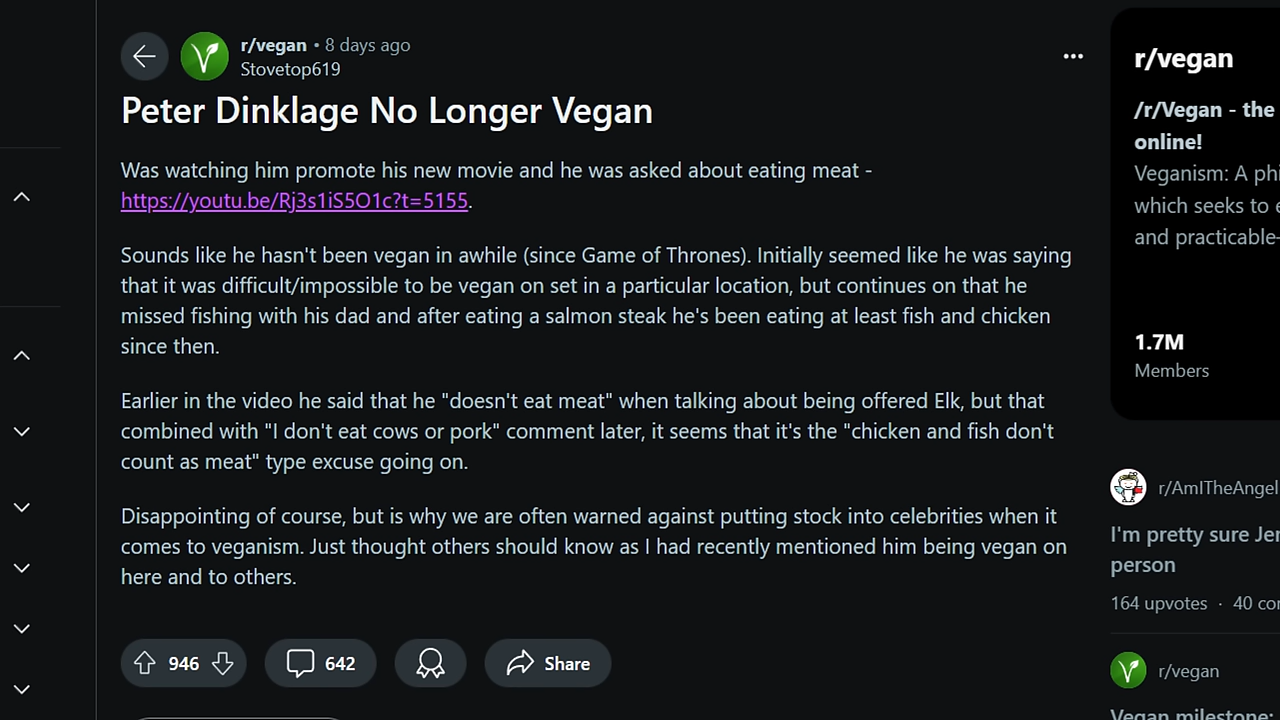 r/vegan • 8 days ago
Stovetop619
Peter Dinklage No Longer Vegan
Was watching him promote his new movie and he was asked about eating meat -
https://youtu.be/Rj3s1iS5O1c?t=5155.
Sounds like he hasn't been vegan in awhile (since Game of Thrones). Initially seemed like he was saying
that it was difficult/impossible to be vegan on set in a particular location, but continues on that he
missed fishing with his dad and after eating a salmon steak he's been eating at least fish and chicken
since then.
Earlier in the video he said that he "doesn't eat meat" when talking about being offered Elk, but that
combined with "I don't eat cows or pork" comment later, it seems that it's the "chicken and fish don't
count as meat" type excuse going on.
Disappointing of course, but is why we are often warned against putting stock into celebrities when it
comes to veganism. Just thought others should know as I had recently mentioned him being vegan on
here and to others.
946
642
Share
r/vegan
/r/Vegan - the
online!
Veganism: A phi
which seeks to e
and practicable-
1.7M
Members
r/AmITheAngel
I'm pretty sure Jer
person
164 upvotes · 40 co
r/vegan
Vegan milestone: